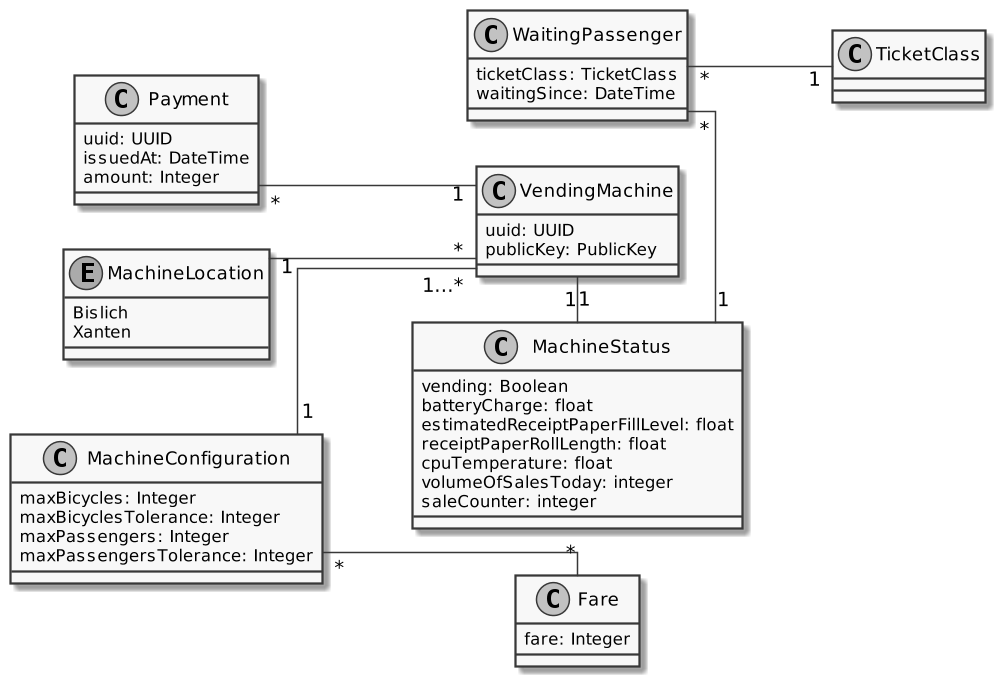 C WaitingPassenger
ticketClass: TicketClass
waitingSince: DateTime
*
1
C TicketClass
*
C Payment
uuid: UUID
issuedAt: DateTime
amount: Integer
*
1
C VendingMachine
uuid: UUID
publicKey: PublicKey
E MachineLocation
Bislich
Xanten
1
*
1...*
1
1
1
C MachineStatus
vending: Boolean
batteryCharge: float
estimatedReceiptPaperFillLevel: float
receiptPaperRollLength: float
cpuTemperature: float
volumeOfSalesToday: integer
saleCounter: integer
1
C MachineConfiguration
maxBicycles: Integer
maxBicyclesTolerance: Integer
maxPassengers: Integer
maxPassengersTolerance: Integer
*
*
C Fare
fare: Integer